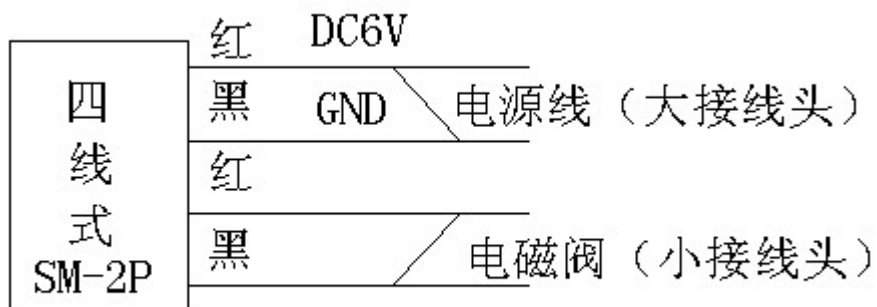 四
线
式
SM-2P
红 DC6V
黑 GND 电源线（大接线头）
红
黑 电磁阀（小接线头）